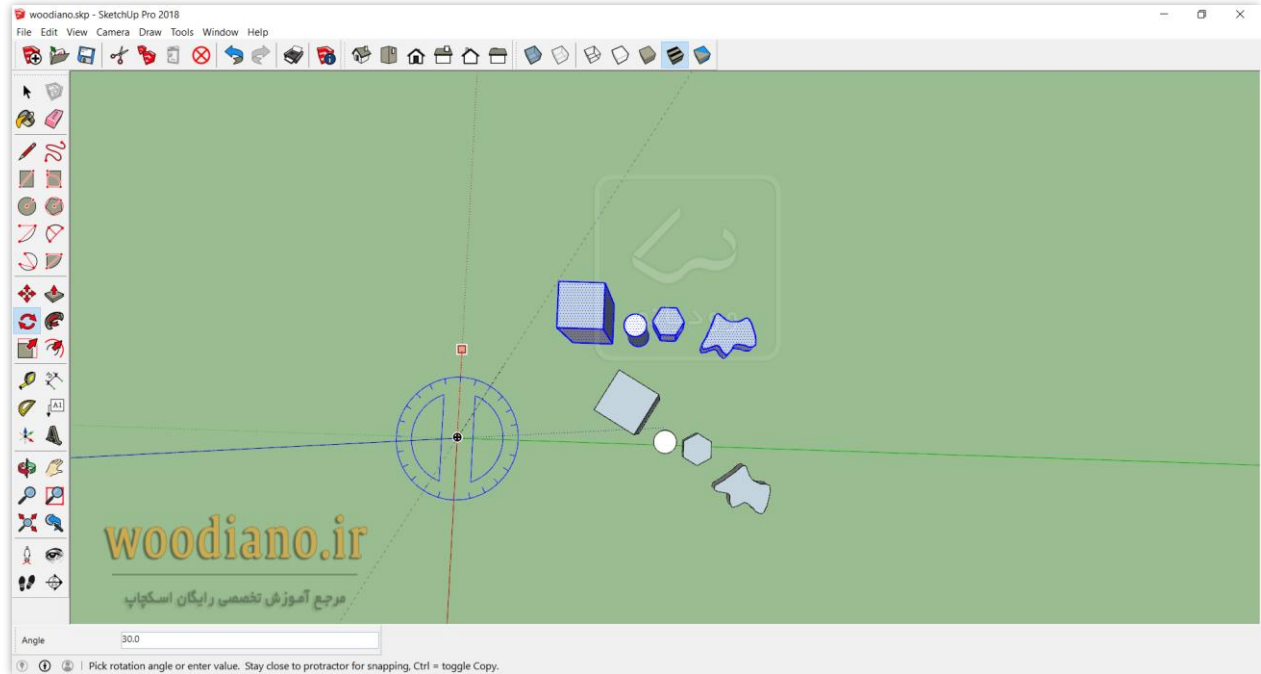 woodiano.skp - SketchUp Pro 2018
File Edit View Camera Draw Tools Window Help
A1
woodiano.ir
مرجع آموزش تخصصی رایگان اسکچاپ
Angle 30.0
Pick rotation angle or enter value. Stay close to protractor for snapping, Ctrl = toggle Copy.